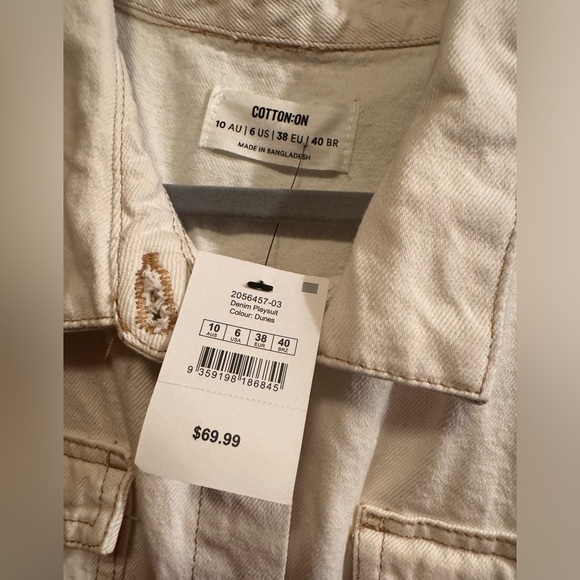 COTTON:ON
10 AU | 6 US | 38 EU | 40 BR
MADE IN BANGLADESH
2056457-03
Denim Playsuit
Colour: Dunes
10 6 38 40
AUS USA EUR BRZ
9 359198 186845
$69.99